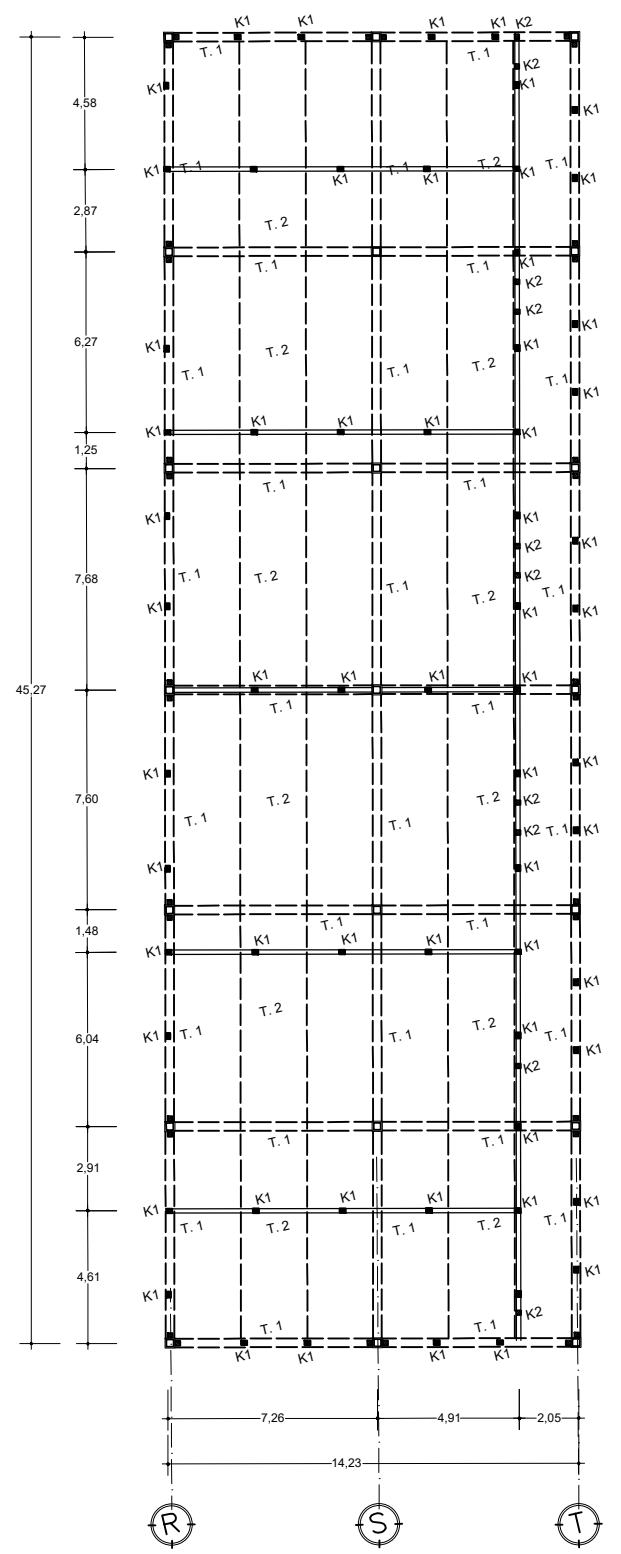 K1 K1 K1 K1 K2
T. 1 T. 1
K2
K1 K1
4,58 K1
T. 1 T. 1 T. 2 T. 1
K1 K1 K1 K1 K1
2,87
T. 2
T. 1 T. 1 K1
K2
K2
K1
6,27 K1 T. 2 K1
T. 1 T. 1 T. 2 T. 1
K1
K1 K1 K1
K1 K1
1,25
T. 1 T. 1
K1 K1
K2 K1
7,68 T. 1 T. 2 T. 1 K2
T. 2 T. 1
K1 K1
K1 K1 K1 K1
45,27
T. 1 T. 1
K1
K1 K1
7,60 T. 2 T. 2 K2
T. 1 T. 1 K2 T. 1 K1
K1 K1
T. 1 T. 1
1,48
K1 K1 K1 K1 K1
K1
6,04 T. 2 T. 2 K1
K1 T. 1 T. 1 T. 1
K1
K2
T. 1 T. 1 K1
2,91
K1 K1 K1 K1 K1 K1
T. 1 T. 2 T. 1 T. 2 T. 1
K1
4,61 K1
K2
T. 1 T. 1
K1 K1 K1 K1
7,26 4,91 2,05
14,23
R S T